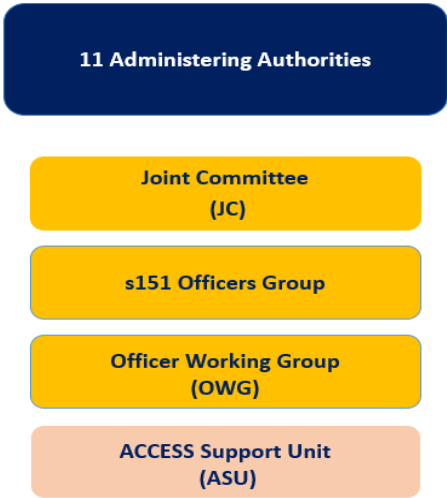 11 Administering Authorities
Joint Committee
(JC)
s151 Officers Group
Officer Working Group
(OWG)
ACCESS Support Unit
(ASU)